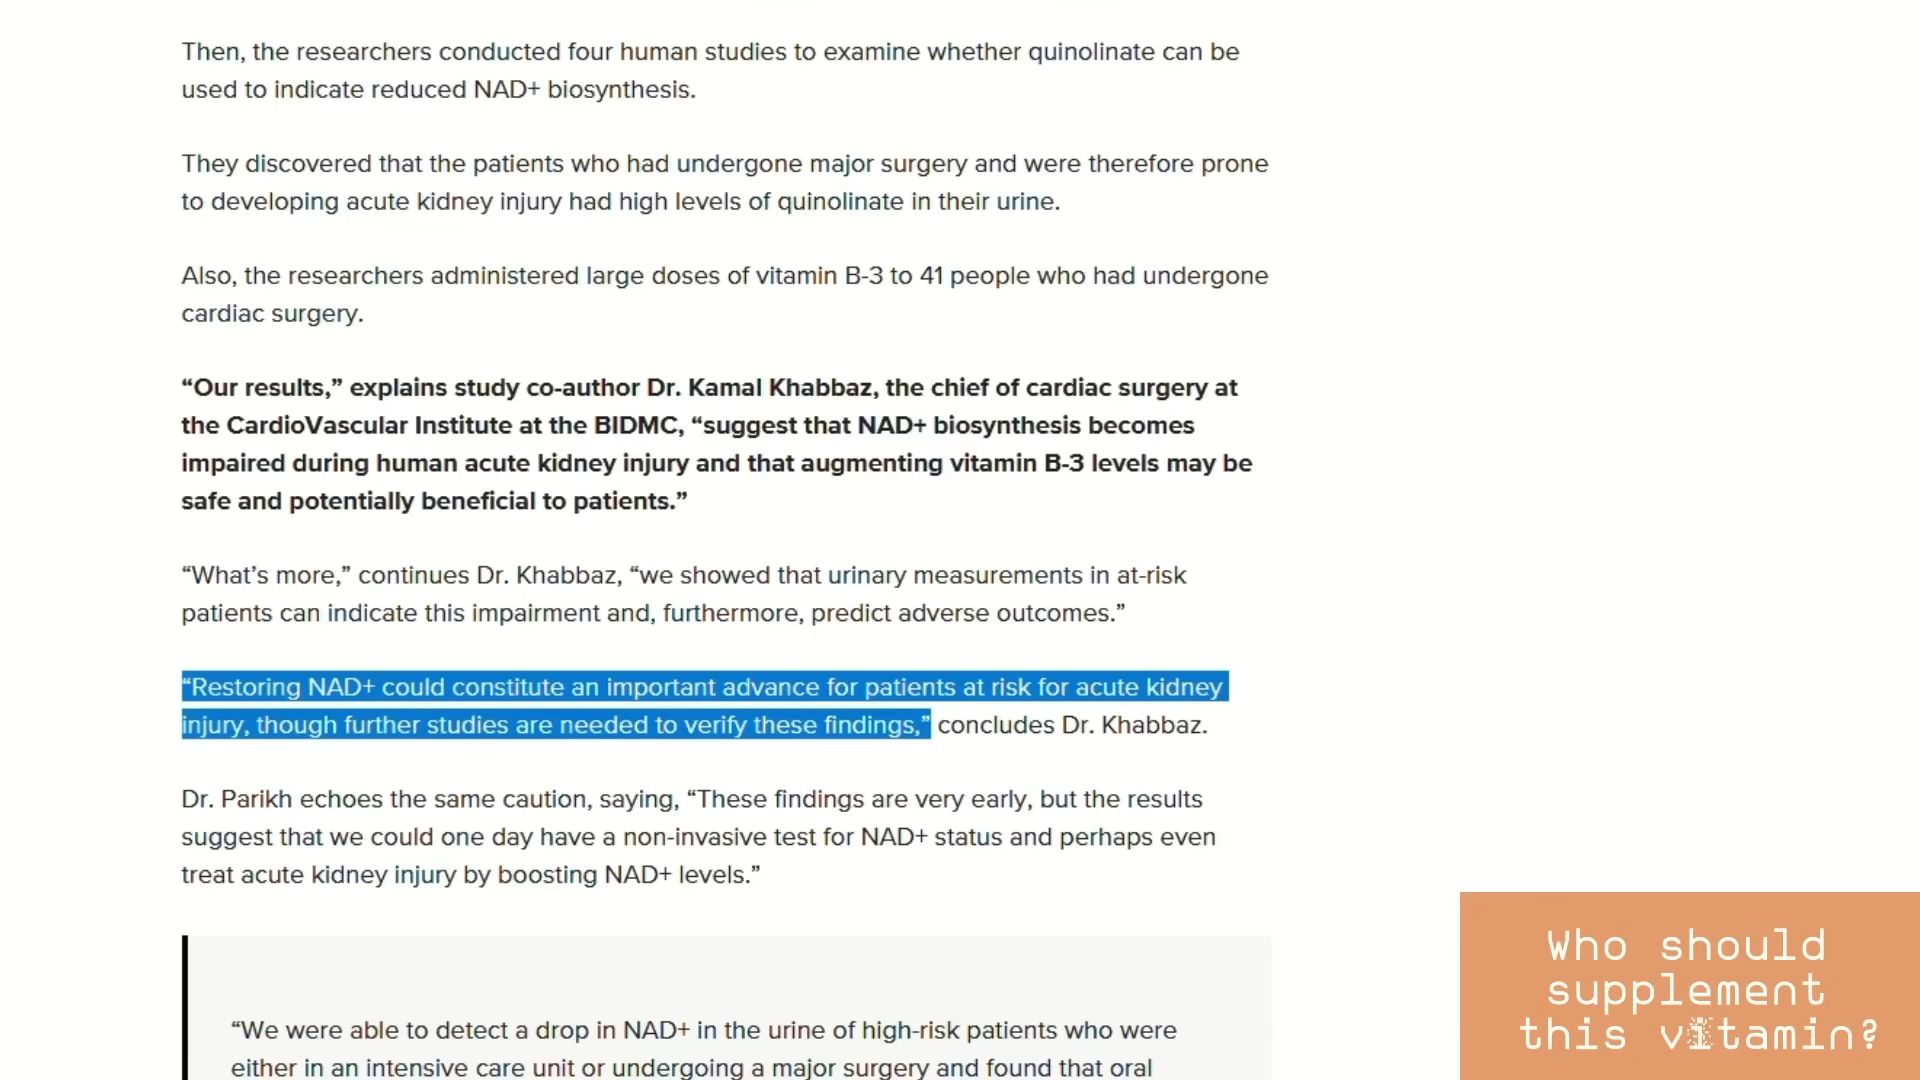 Then, the researchers conducted four human studies to examine whether quinolinate can be
used to indicate reduced NAD+ biosynthesis.
They discovered that the patients who had undergone major surgery and were therefore prone
to developing acute kidney injury had high levels of quinolinate in their urine.
Also, the researchers administered large doses of vitamin B-3 to 41 people who had undergone
cardiac surgery.
“Our results,” explains study co-author Dr. Kamal Khabbaz, the chief of cardiac surgery at
the CardioVascular Institute at the BIDMC, “suggest that NAD+ biosynthesis becomes
impaired during human acute kidney injury and that augmenting vitamin B-3 levels may be
safe and potentially beneficial to patients.”
“What’s more,” continues Dr. Khabbaz, “we showed that urinary measurements in at-risk
patients can indicate this impairment and, furthermore, predict adverse outcomes.”
“Restoring NAD+ could constitute an important advance for patients at risk for acute kidney
injury, though further studies are needed to verify these findings,” concludes Dr. Khabbaz.
Dr. Parikh echoes the same caution, saying, “These findings are very early, but the results
suggest that we could one day have a non-invasive test for NAD+ status and perhaps even
treat acute kidney injury by boosting NAD+ levels.”
“We were able to detect a drop in NAD+ in the urine of high-risk patients who were
either in an intensive care unit or undergoing a major surgery and found that oral
Who should
supplement
this vitamin?